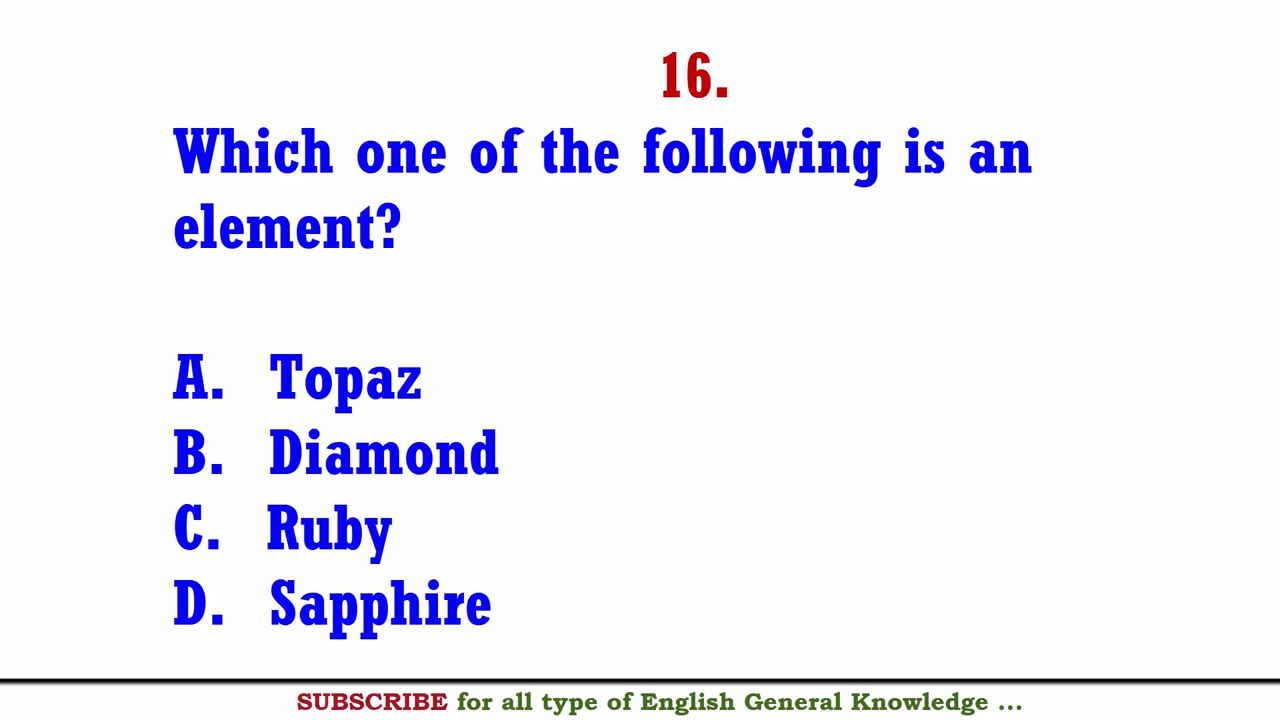 16.
Which one of the following is an
element?
A. Topaz
B. Diamond
C. Ruby
D. Sapphire
SUBSCRIBE for all type of English General Knowledge ...